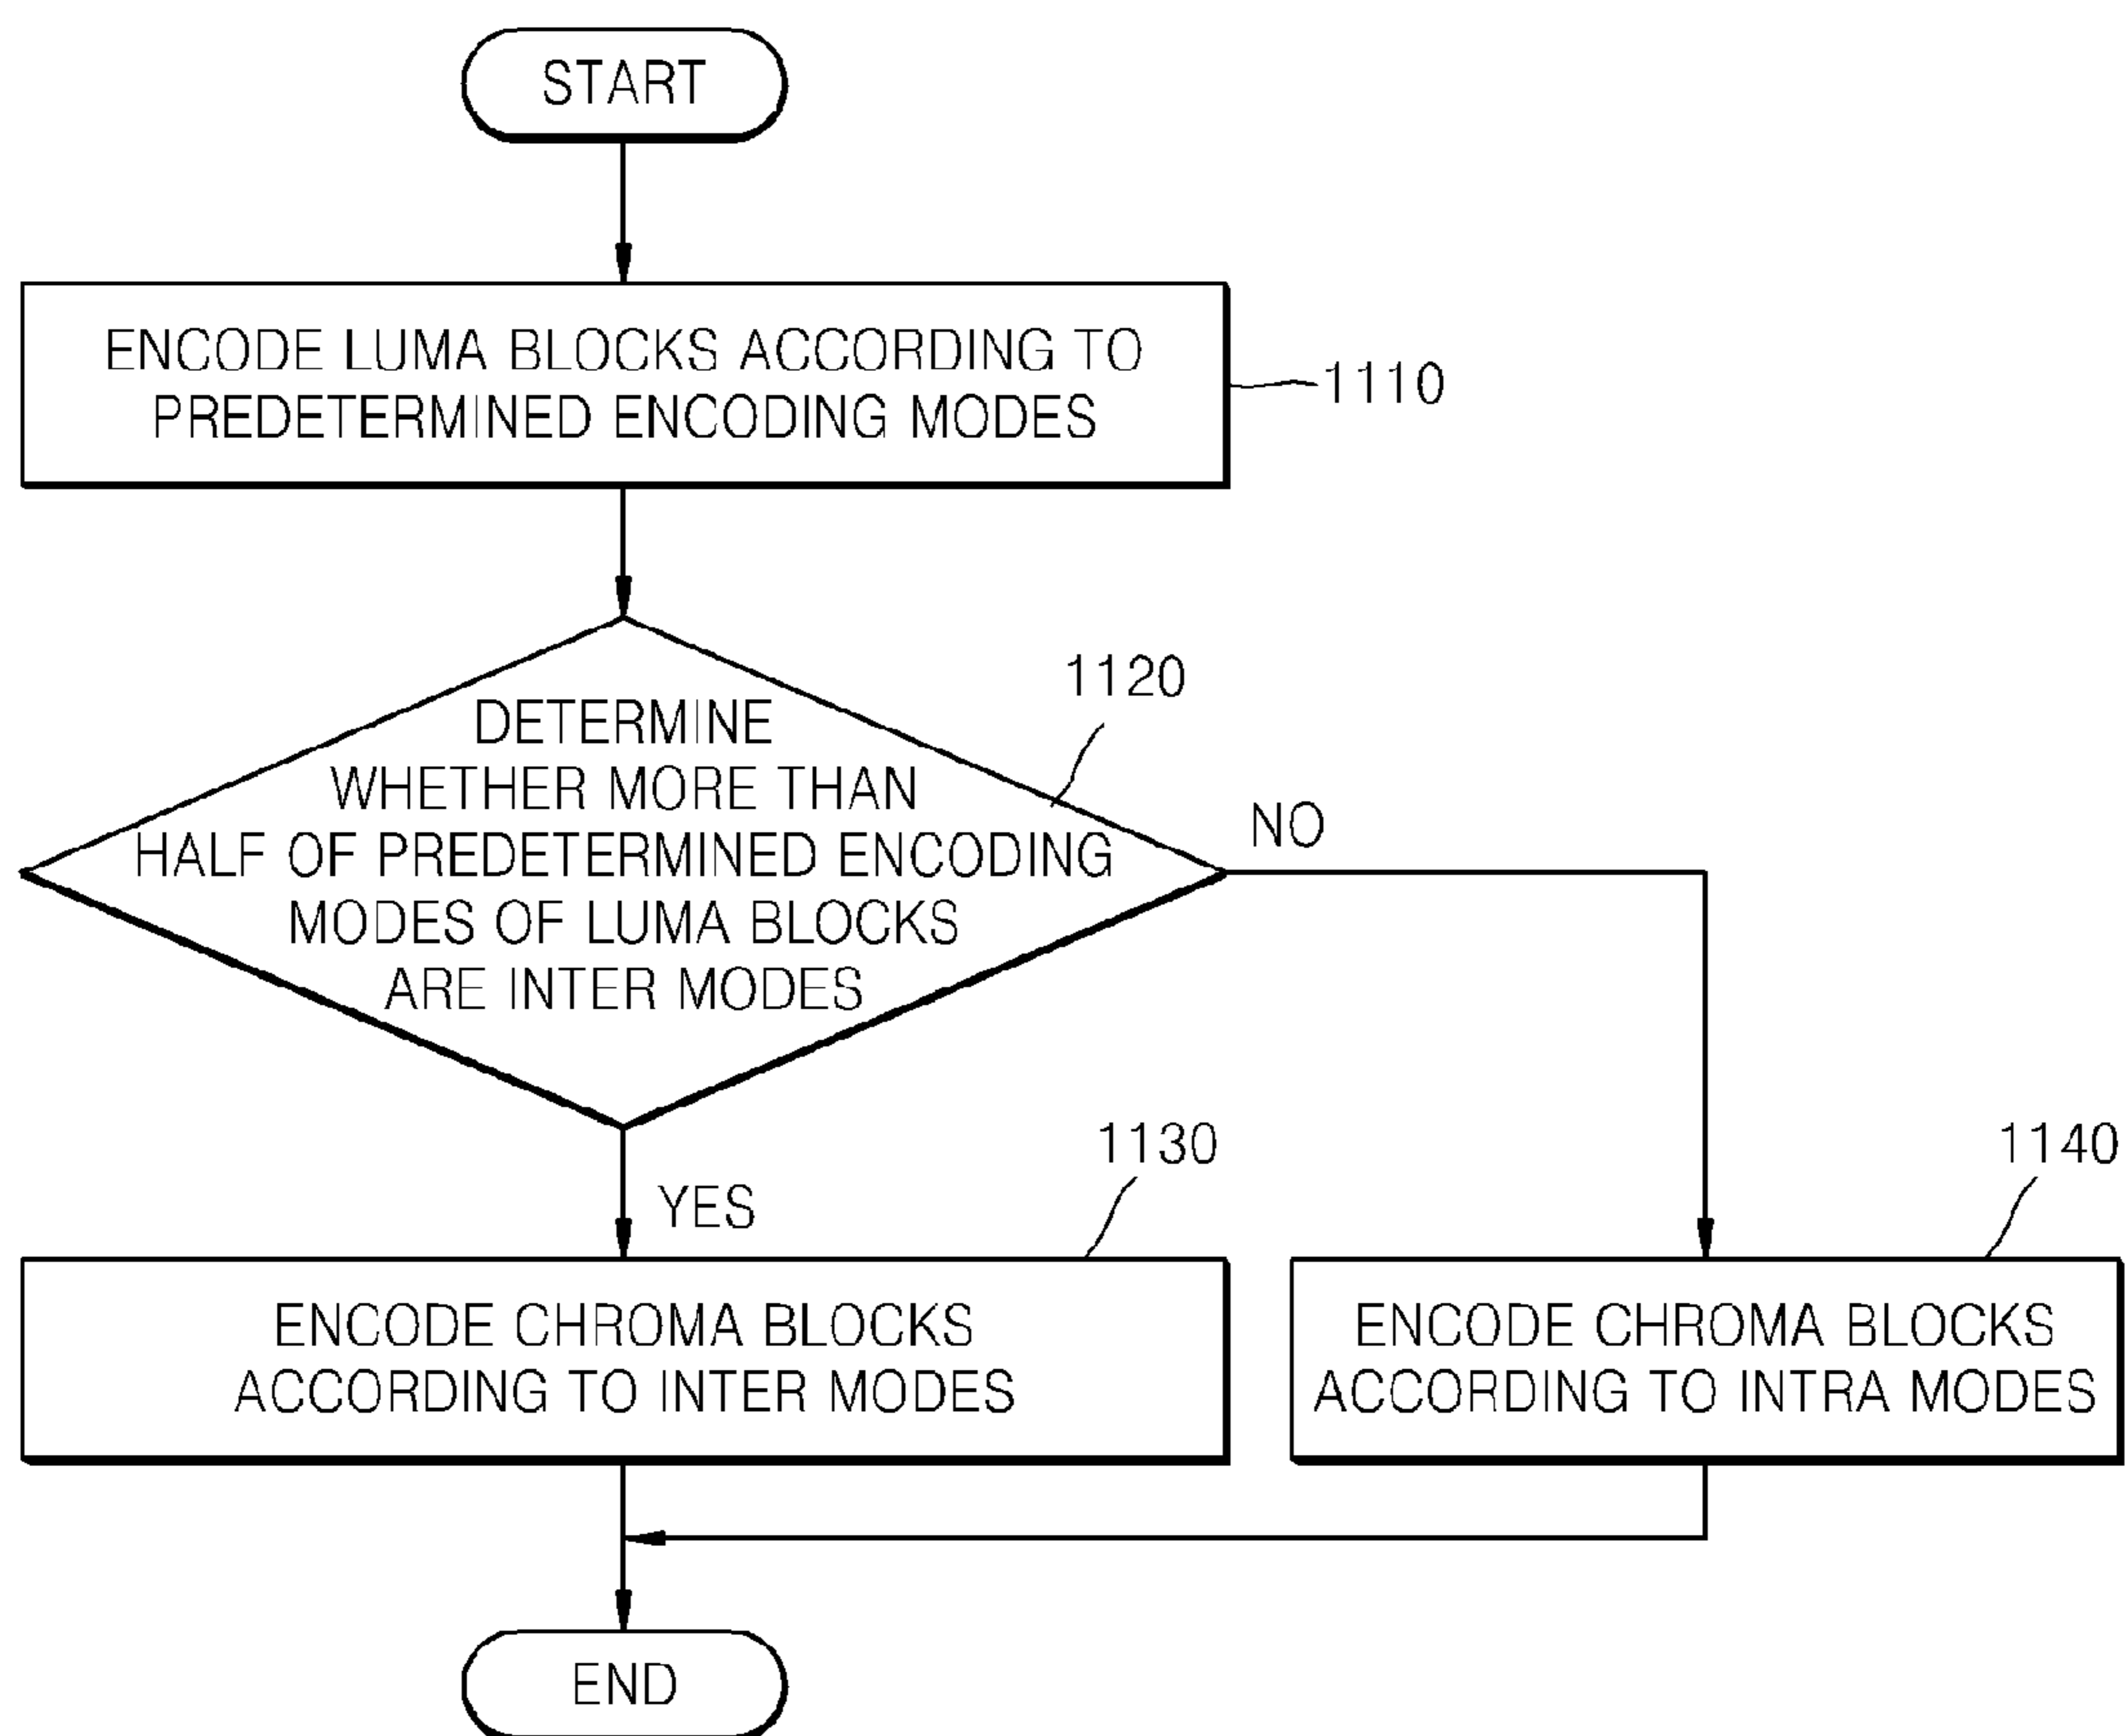 START
ENCODE LUMA BLOCKS ACCORDING TO
PREDETERMINED ENCODING MODES
1110
1120
DETERMINE
WHETHER MORE THAN
HALF OF PREDETERMINED ENCODING
MODES OF LUMA BLOCKS
ARE INTER MODES
NO
YES
1130
1140
ENCODE CHROMA BLOCKS
ACCORDING TO INTER MODES
ENCODE CHROMA BLOCKS
ACCORDING TO INTRA MODES
END